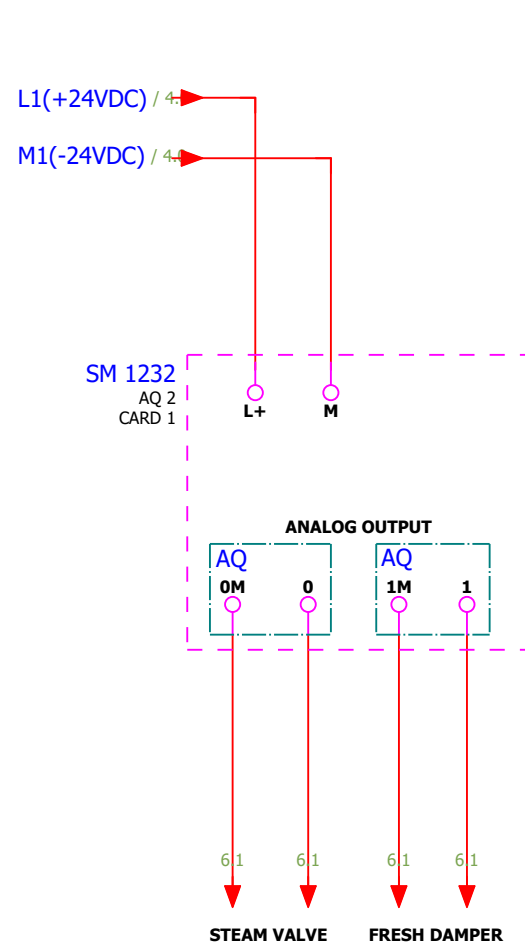 L1(+24VDC) / 4.
M1(-24VDC) / 4.
SM 1232
AQ 2
CARD 1
L+ M
ANALOG OUTPUT
AQ AQ
0M 0 1M 1
6.1 6.1 6.1 6.1
STEAM VALVE FRESH DAMPER